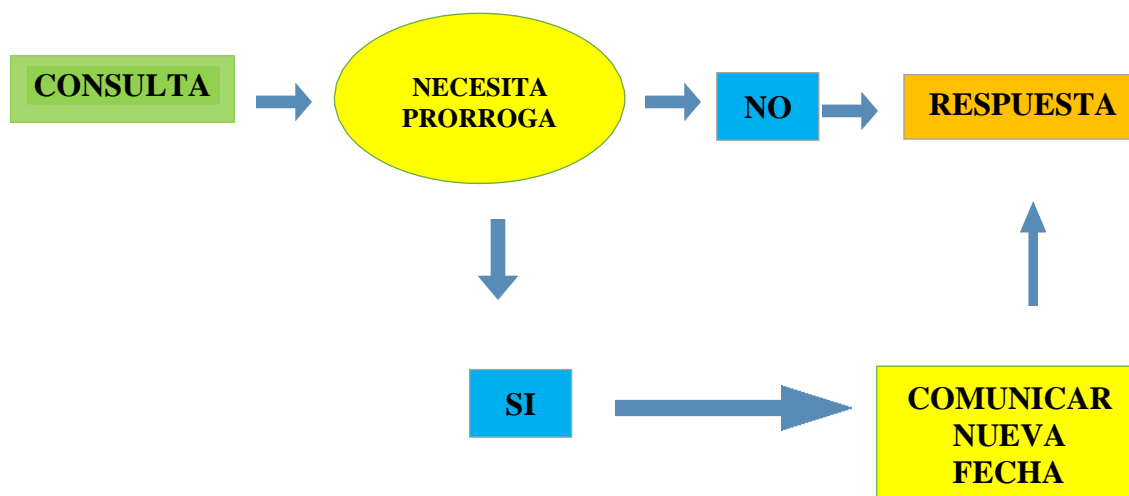 CONSULTA
NECESITA
PRORROGA
NO
RESPUESTA
SI
COMUNICAR
NUEVA
FECHA